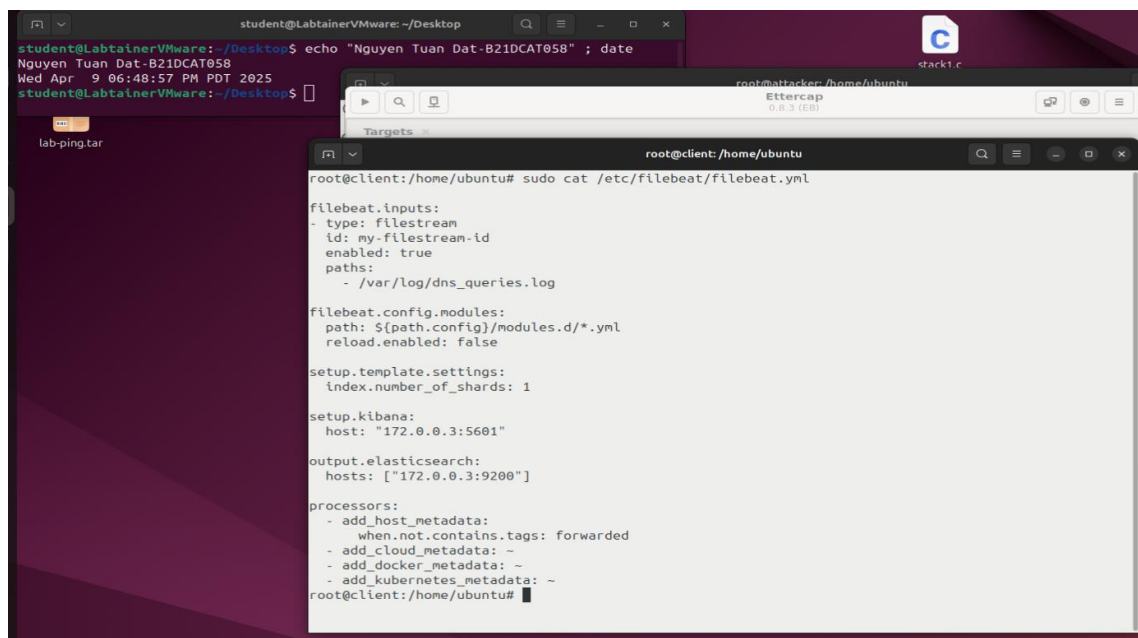 student@LabtainerVMware: ~/Desktop
student@LabtainerVMware:~/Desktop$ echo "Nguyen Tuan Dat-B21DCAT058" ; date
Nguyen Tuan Dat-B21DCAT058
Wed Apr  9 06:48:57 PM PDT 2025
student@LabtainerVMware:~/Desktop$
stack1.c
lab-ping.tar
root@attacker: /home/ubuntu
Ettercap
0.8.3 (EB)
Targets
root@client: /home/ubuntu
root@client:/home/ubuntu# sudo cat /etc/filebeat/filebeat.yml
filebeat.inputs:
- type: filestream
  id: my-filestream-id
  enabled: true
  paths:
    - /var/log/dns_queries.log
filebeat.config.modules:
  path: ${path.config}/modules.d/*.yml
  reload.enabled: false
setup.template.settings:
  index.number_of_shards: 1
setup.kibana:
  host: "172.0.0.3:5601"
output.elasticsearch:
  hosts: ["172.0.0.3:9200"]
processors:
  - add_host_metadata:
      when.not.contains.tags: forwarded
  - add_cloud_metadata: ~
  - add_docker_metadata: ~
  - add_kubernetes_metadata: ~
root@client:/home/ubuntu#